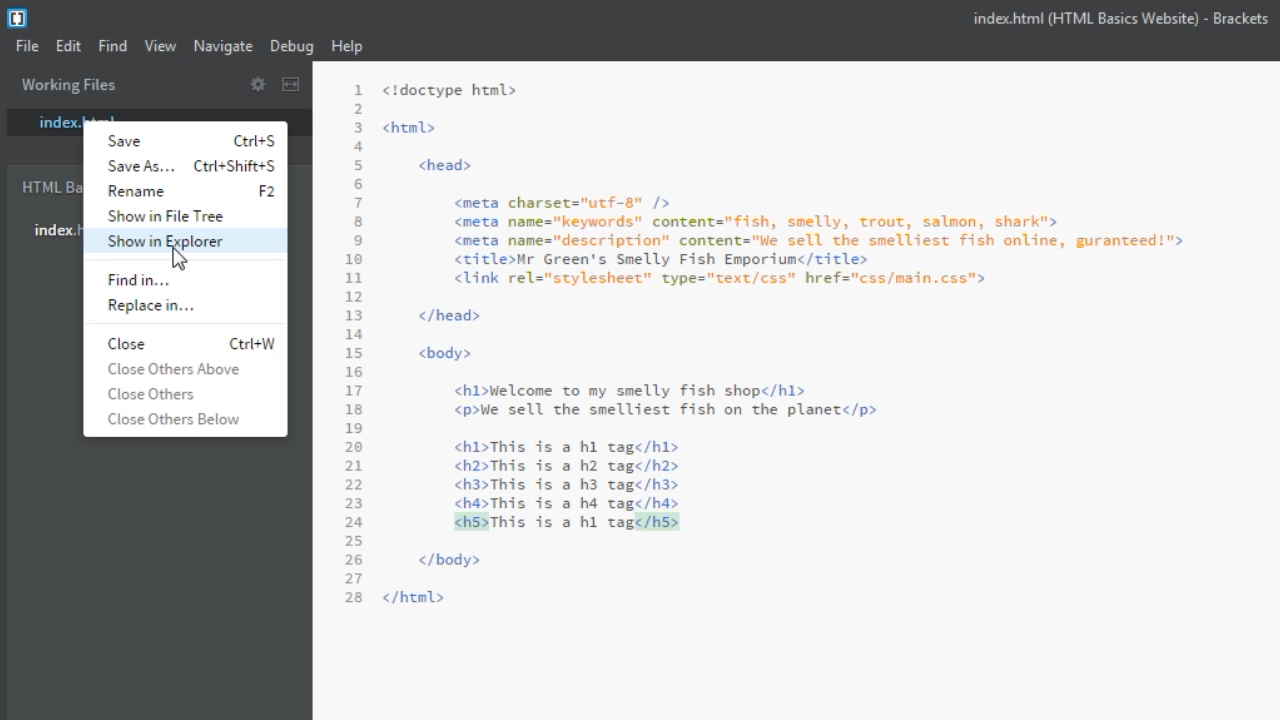 index.html (HTML Basics Website) - Brackets
File Edit Find View Navigate Debug Help
Working Files
Save Ctrl+S
Save As... Ctrl+Shift+S
Rename F2
Show in File Tree
Show in Explorer
Find in...
Replace in...
Close Ctrl+W
Close Others Above
Close Others
Close Others Below
index.html
HTML Ba
index.h
1 <!doctype html>
2
3 <html>
4
5 <head>
6
7 <meta charset="utf-8" />
8 <meta name="keywords" content="fish, smelly, trout, salmon, shark">
9 <meta name="description" content="We sell the smelliest fish online, guranteed!">
10 <title>Mr Green's Smelly Fish Emporium</title>
11 <link rel="stylesheet" type="text/css" href="css/main.css">
12
13 </head>
14
15 <body>
16
17 <h1>Welcome to my smelly fish shop</h1>
18 <p>We sell the smelliest fish on the planet</p>
19
20 <h1>This is a h1 tag</h1>
21 <h2>This is a h2 tag</h2>
22 <h3>This is a h3 tag</h3>
23 <h4>This is a h4 tag</h4>
24 <h5>This is a h1 tag</h5>
25
26 </body>
27
28 </html>